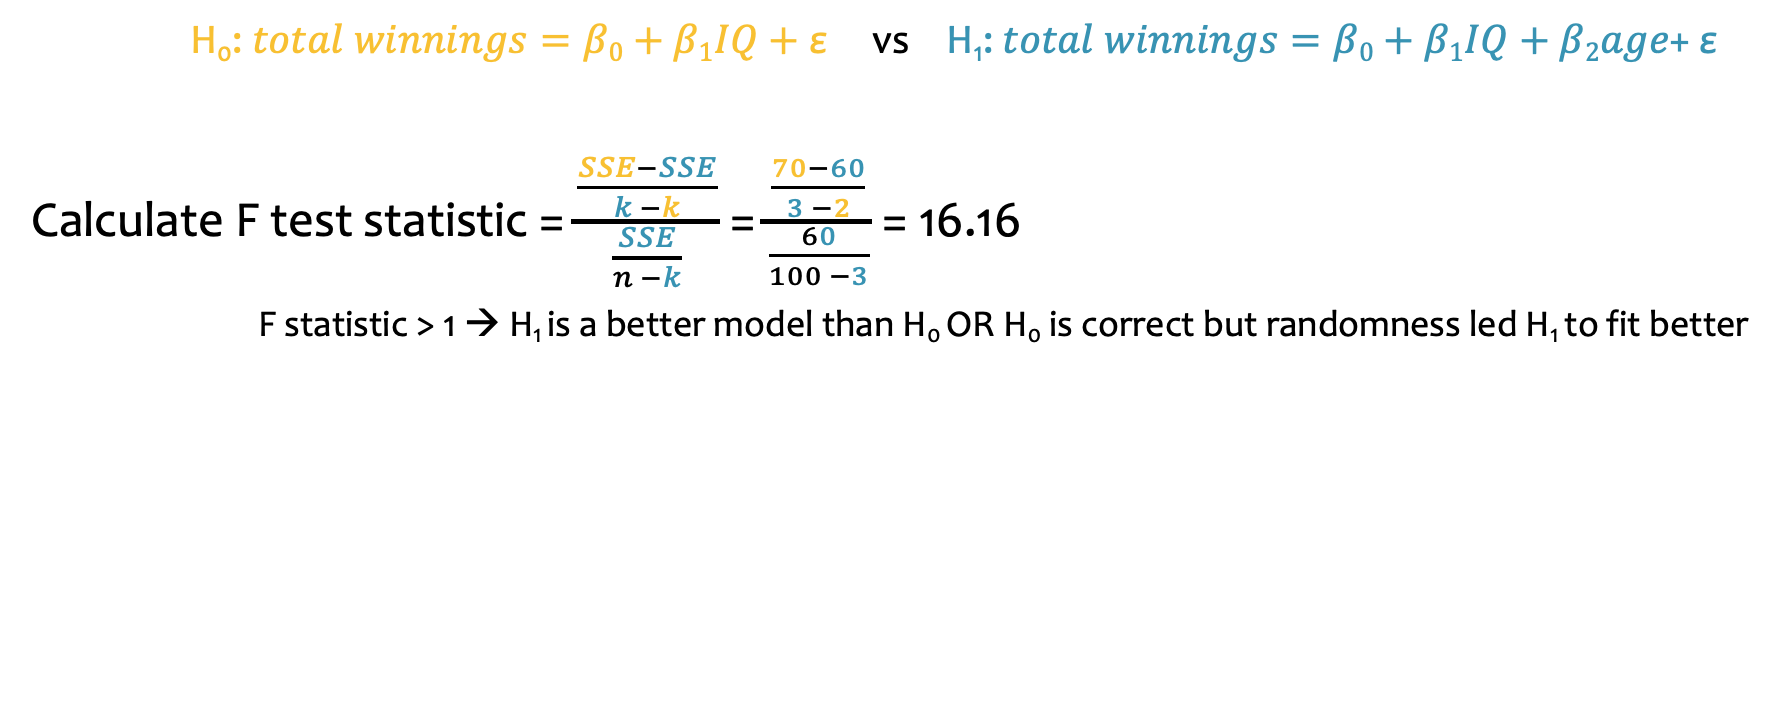 H₀: total winnings = β₀ + β₁IQ + ε vs H₁: total winnings = β₀ + β₁IQ + β₂age+ ε
SSE−SSE 70−60
k −k 3 −2
Calculate F test statistic = = = 16.16
SSE 60
n −k 100 −3
F statistic > 1 → H₁ is a better model than H₀ OR H₀ is correct but randomness led H₁ to fit better